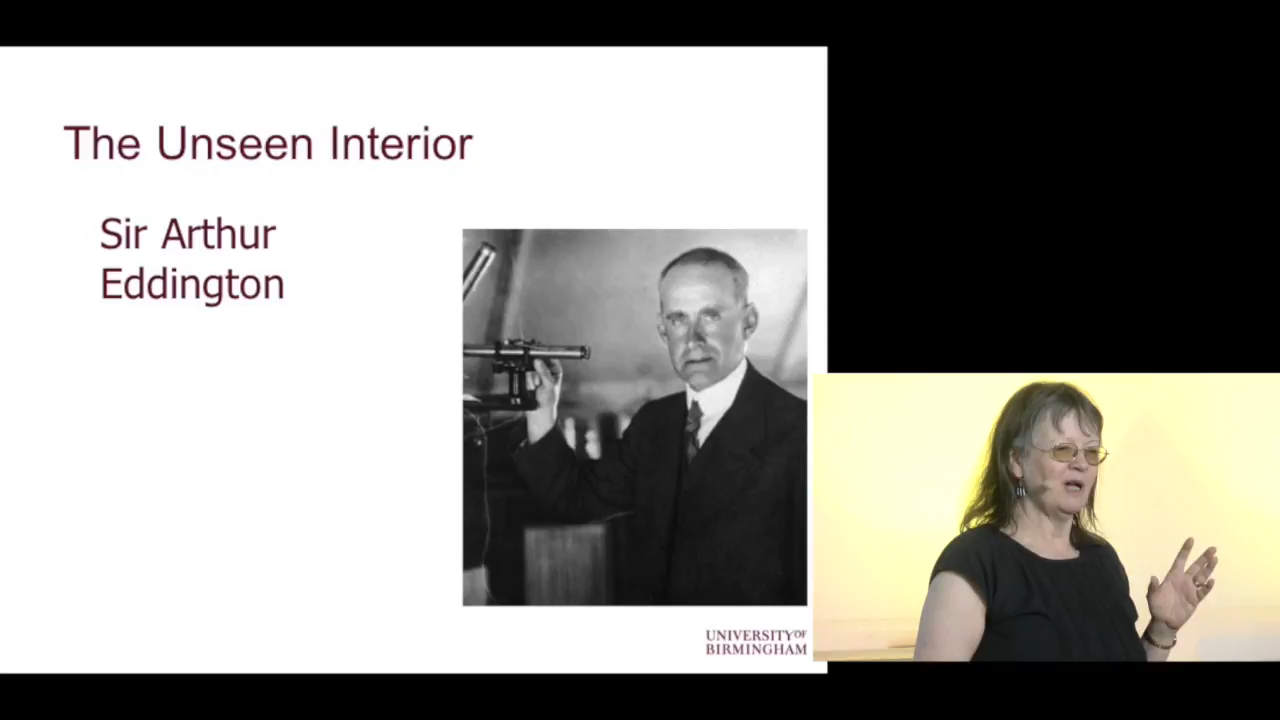 The Unseen Interior
Sir Arthur
Eddington
UNIVERSITY OF
BIRMINGHAM